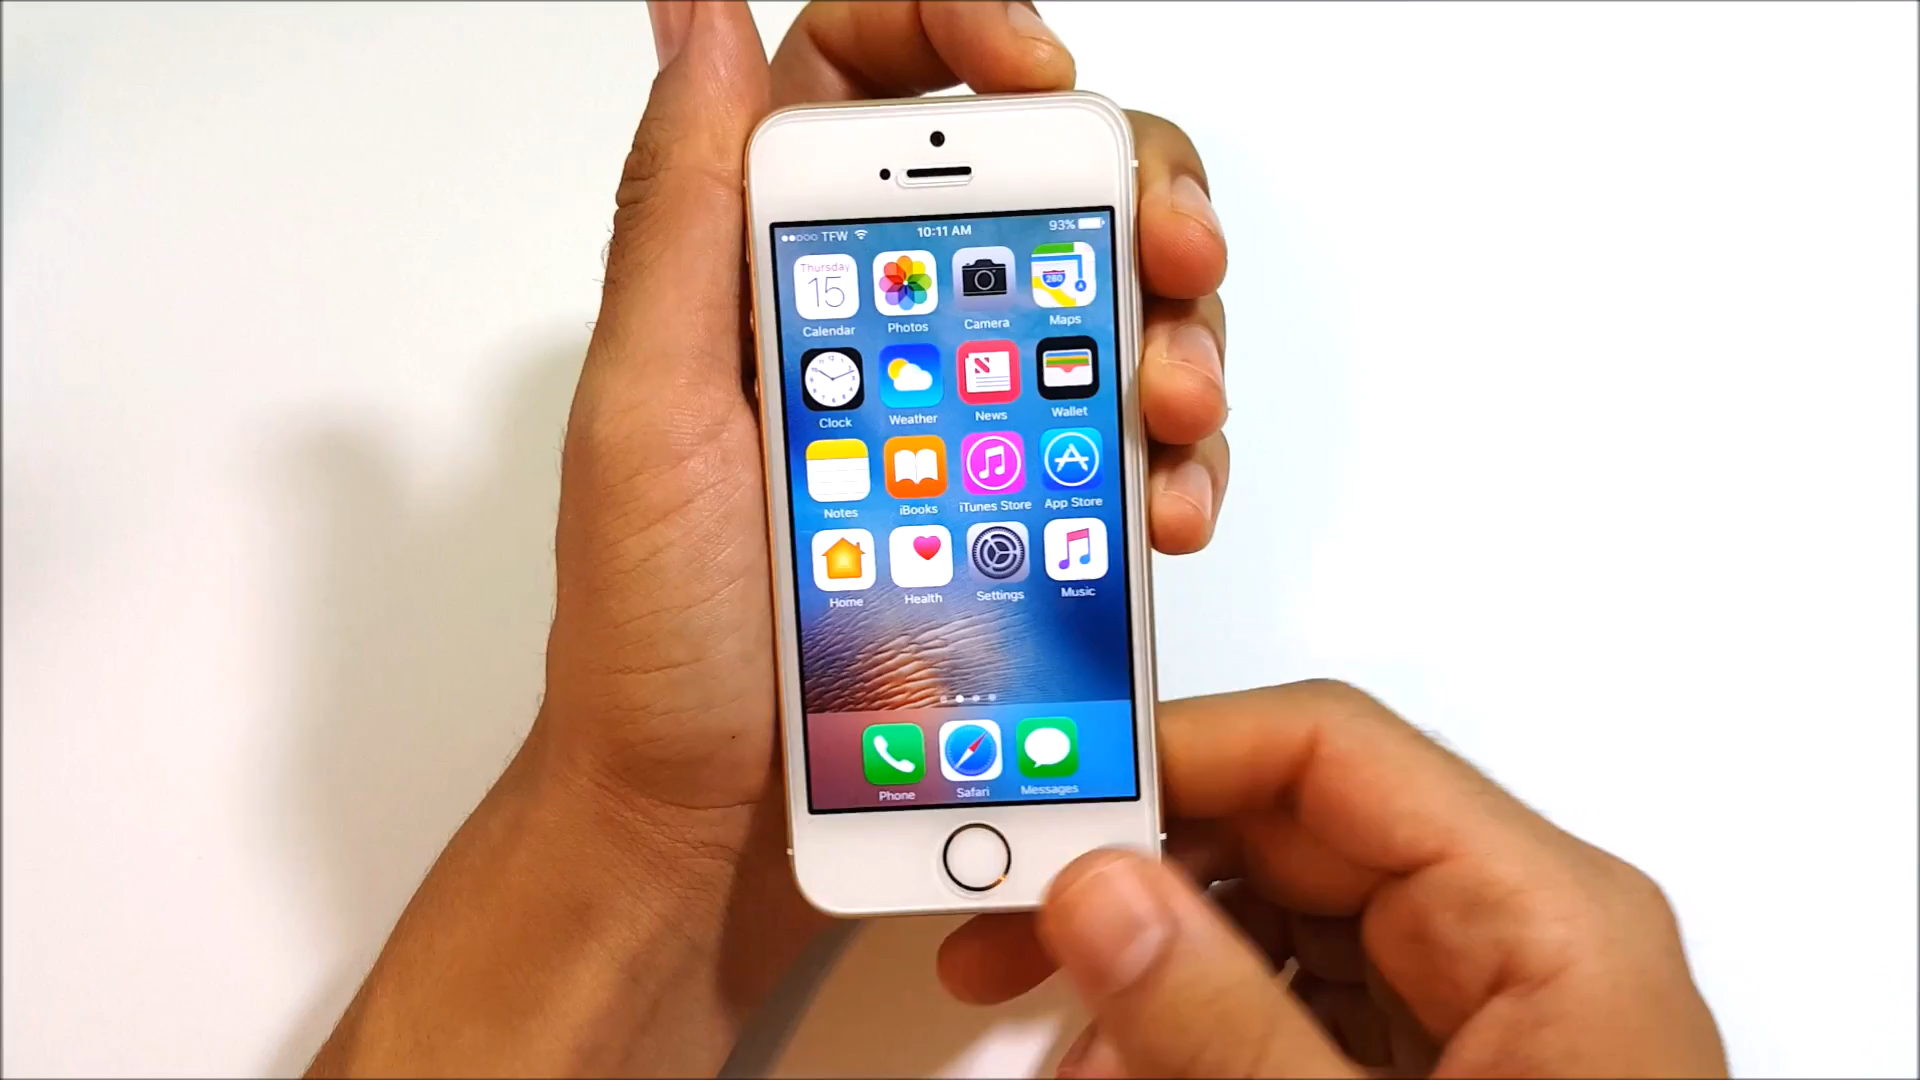 TFW 10:11 AM 93%
Thursday
15
280
Calendar Photos Camera Maps
Clock Weather News Wallet
Notes iBooks iTunes Store App Store
Home Health Settings Music
Phone Safari Messages